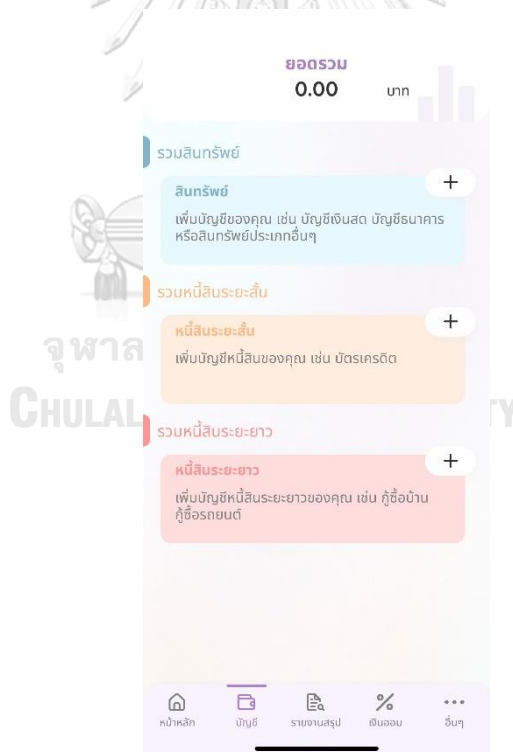 ยอดรวม
0.00 บาท
รวมสินทรัพย์
+
สินทรัพย์
เพิ่มบัญชีของคุณ เช่น บัญชีเงินสด บัญชีธนาคาร
หรือสินทรัพย์ประเภทอื่นๆ
รวมหนี้สินระยะสั้น
+
หนี้สินระยะสั้น
เพิ่มบัญชีหนี้สินของคุณ เช่น บัตรเครดิต
จุฬาล
CHULAL
TY
รวมหนี้สินระยะยาว
+
หนี้สินระยะยาว
เพิ่มบัญชีหนี้สินระยะยาวของคุณ เช่น กู้ซื้อบ้าน
กู้ซื้อรถยนต์
หน้าหลัก บัญชี รายงานสรุป เงินออม อื่นๆ